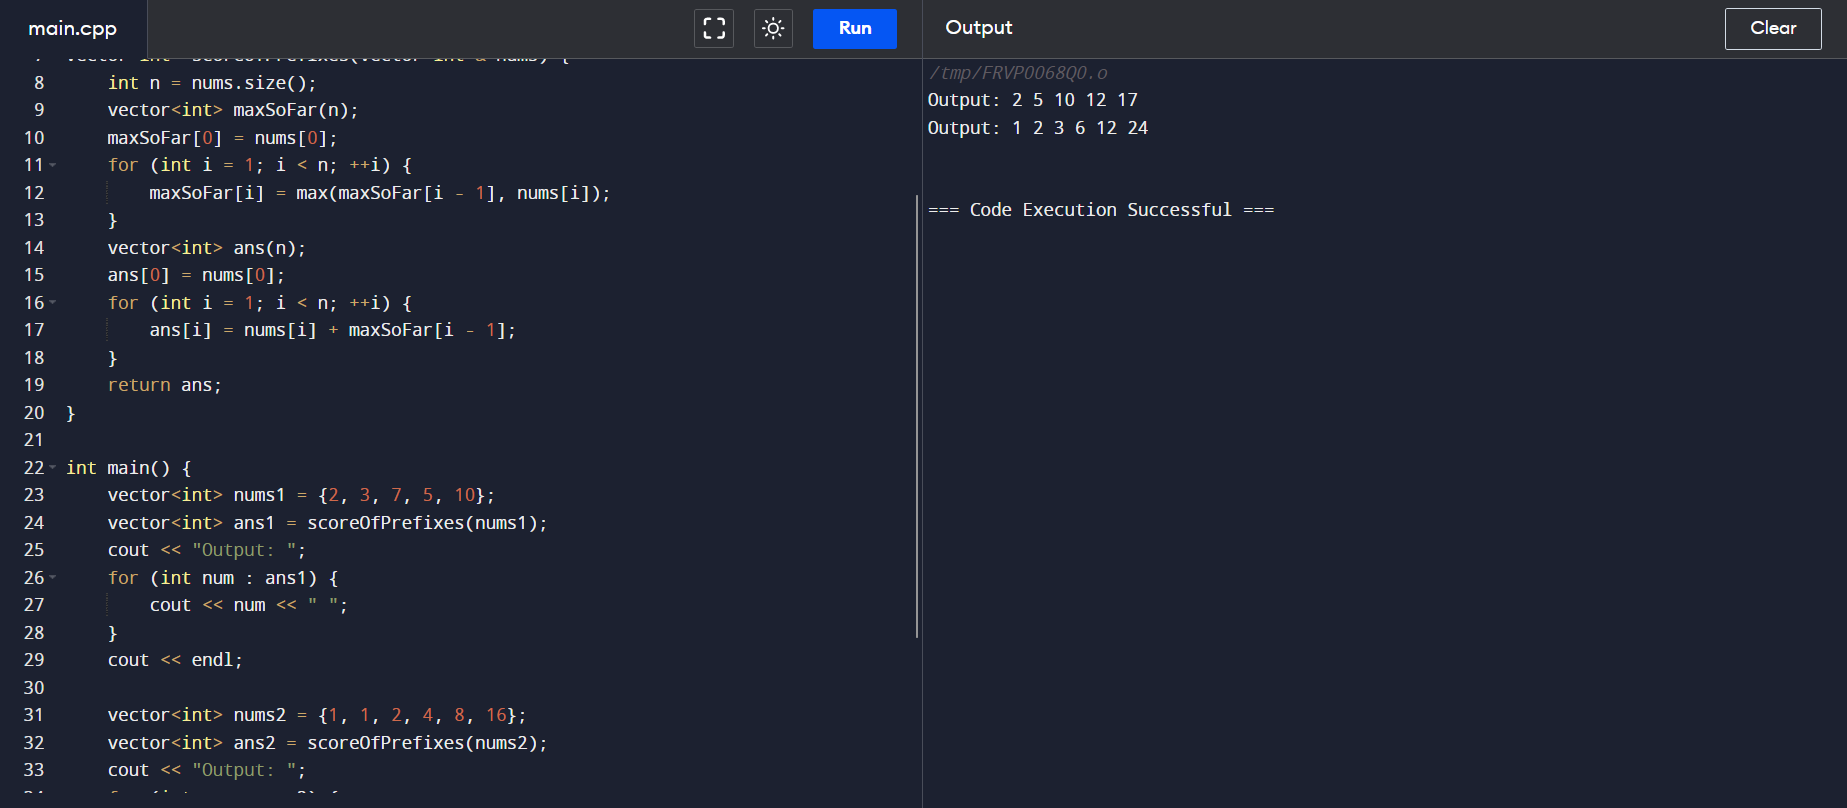 main.cpp
Run
Output
Clear
8 int n = nums.size();
9 vector<int> maxSoFar(n);
10 maxSoFar[0] = nums[0];
11 for (int i = 1; i < n; ++i) {
12 maxSoFar[i] = max(maxSoFar[i - 1], nums[i]);
13 }
14 vector<int> ans(n);
15 ans[0] = nums[0];
16 for (int i = 1; i < n; ++i) {
17 ans[i] = nums[i] + maxSoFar[i - 1];
18 }
19 return ans;
20 }
21
22 int main() {
23 vector<int> nums1 = {2, 3, 7, 5, 10};
24 vector<int> ans1 = scoreOfPrefixes(nums1);
25 cout << "Output: ";
26 for (int num : ans1) {
27 cout << num << " ";
28 }
29 cout << endl;
30
31 vector<int> nums2 = {1, 1, 2, 4, 8, 16};
32 vector<int> ans2 = scoreOfPrefixes(nums2);
33 cout << "Output: ";
/tmp/FRVP0068Q0.o
Output: 2 5 10 12 17
Output: 1 2 3 6 12 24
=== Code Execution Successful ===